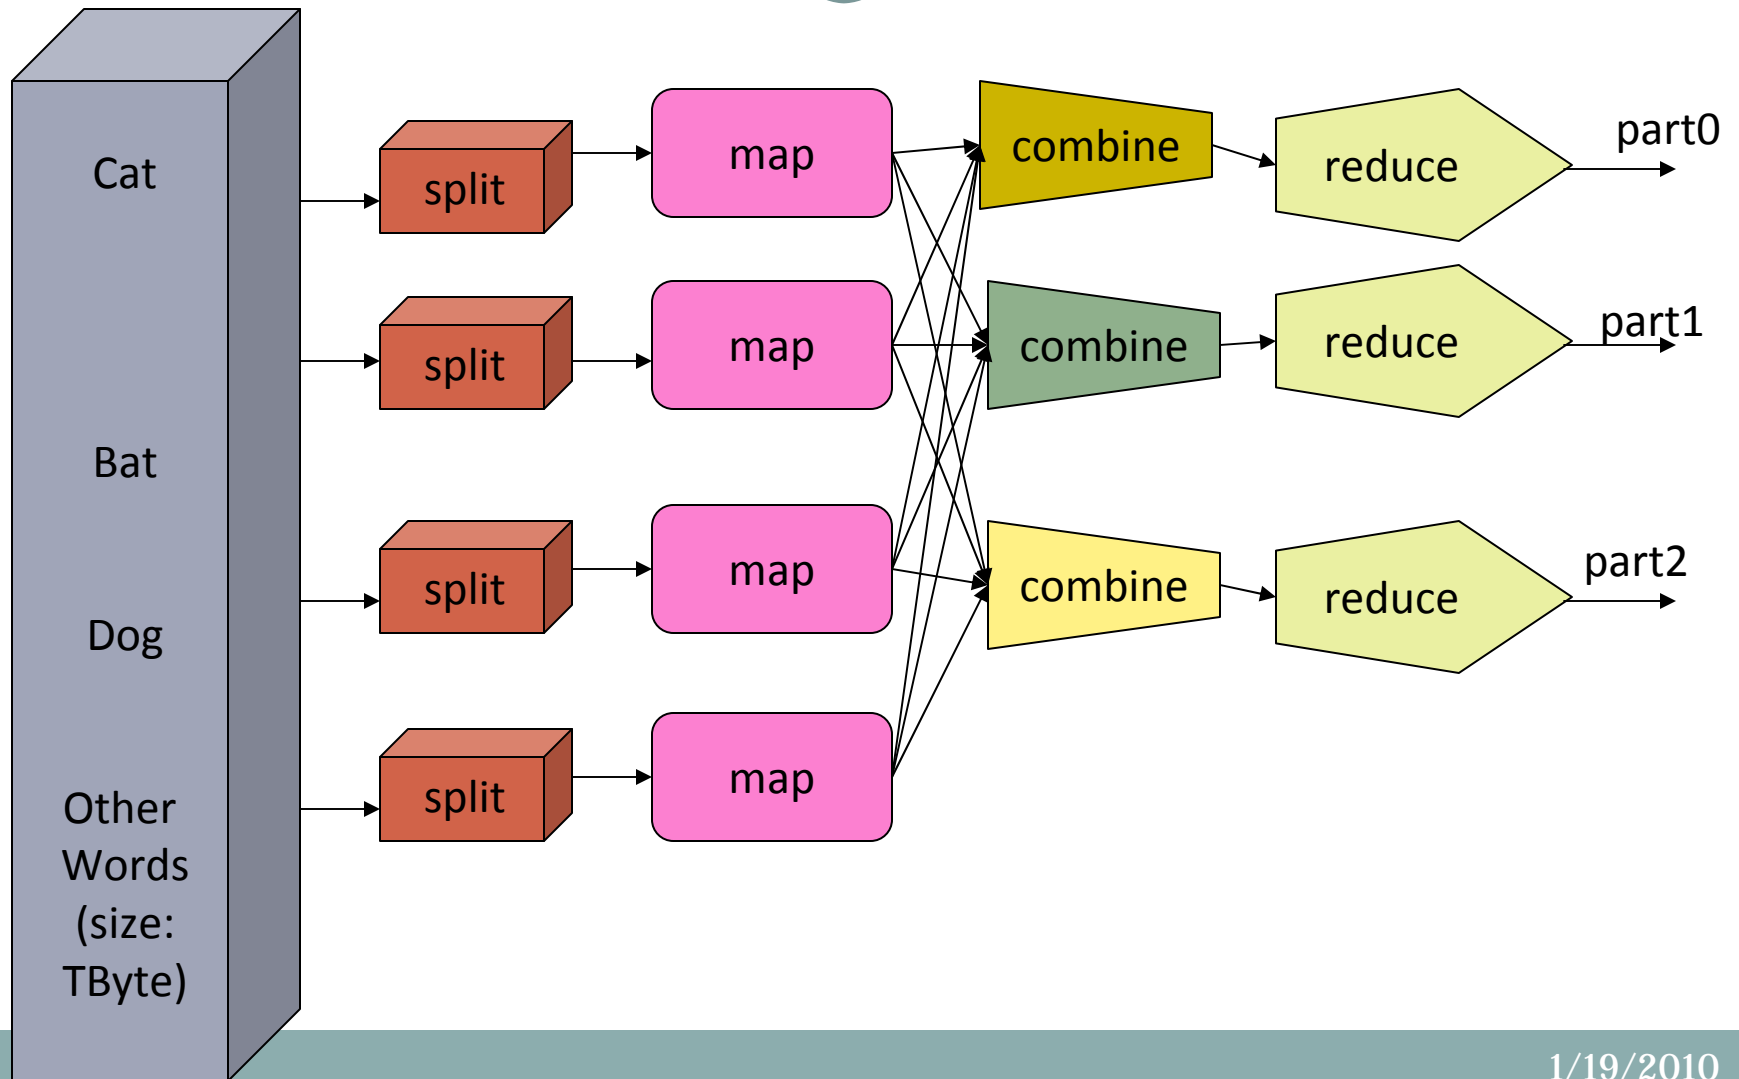 Cat
Bat
Dog
Other
Words
(size:
TByte)
split
map
combine
reduce
part0
split
map
combine
reduce
part1
split
map
combine
reduce
part2
split
map
1/19/2010